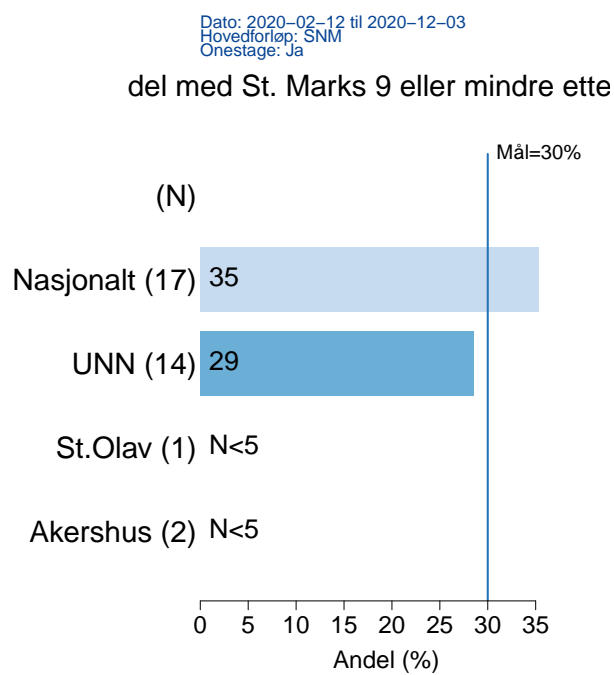 Dato: 2020−02−12 til 2020−12−03
Hovedforløp: SNM
Onestage: Ja
del med St. Marks 9 eller mindre ette
Mål=30%
(N)
Nasjonalt (17) 35
UNN (14) 29
St.Olav (1) N<5
Akershus (2) N<5
0 5 10 15 20 25 30 35
Andel (%)